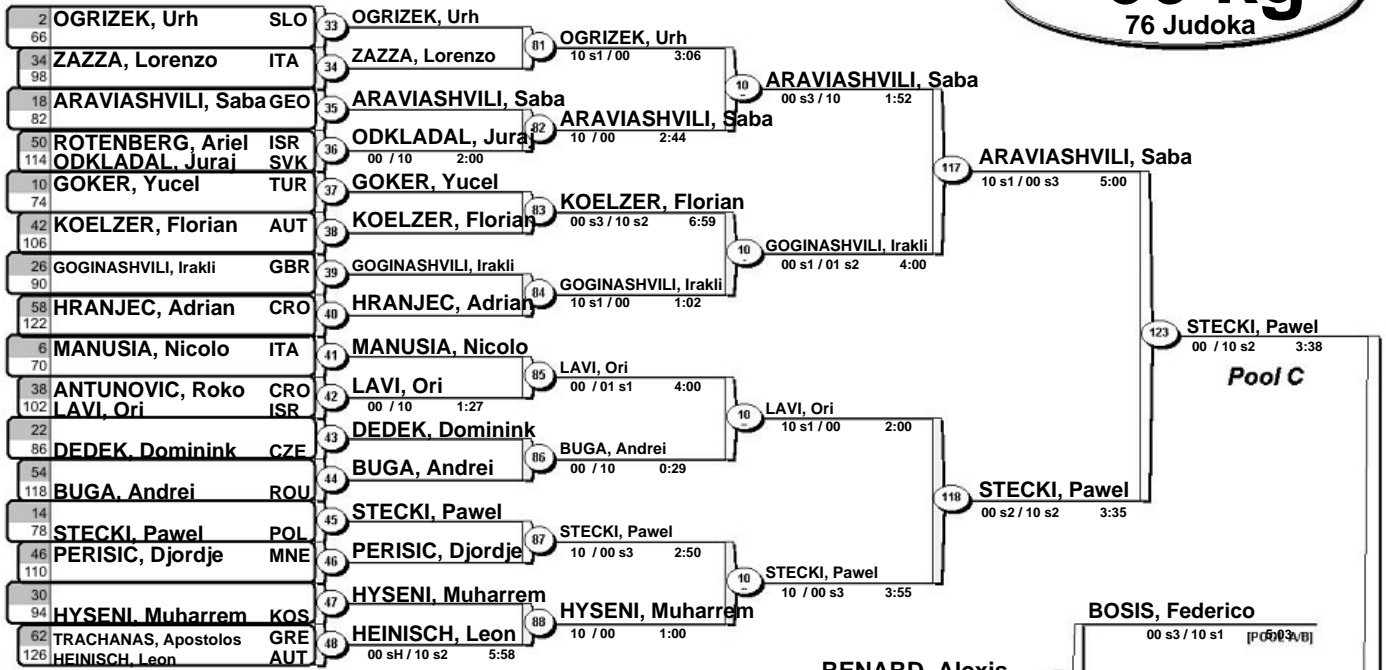 76 Judoka
2 OGRIZEK, Urh SLO
66
33 OGRIZEK, Urh
34 ZAZZA, Lorenzo ITA
98
34 ZAZZA, Lorenzo
81 OGRIZEK, Urh
10 s1 / 00 3:06
18 ARAVIASHVILI, Saba GEO
82
35 ARAVIASHVILI, Saba
50 ROTENBERG, Ariel ISR
114 ODKLADAL, Juraj SVK
36 ODKLADAL, Juraj
00 / 10 2:00
82 ARAVIASHVILI, Saba
10 / 00 2:44
10 ARAVIASHVILI, Saba
00 s3 / 10 1:52
10 GOKER, Yucel TUR
74
37 GOKER, Yucel
42 KOELZER, Florian AUT
106
38 KOELZER, Florian
83 KOELZER, Florian
00 s3 / 10 s2 6:59
26 GOGINASHVILI, Irakli GBR
90
39 GOGINASHVILI, Irakli
58 HRANJEC, Adrian CRO
122
40 HRANJEC, Adrian
84 GOGINASHVILI, Irakli
10 s1 / 00 1:02
10 GOGINASHVILI, Irakli
00 s1 / 01 s2 4:00
117 ARAVIASHVILI, Saba
10 s1 / 00 s3 5:00
6 MANUSIA, Nicolo ITA
70
41 MANUSIA, Nicolo
38 ANTUNOVIC, Roko CRO
102 LAVI, Ori ISR
42 LAVI, Ori
00 / 10 1:27
85 LAVI, Ori
00 / 01 s1 4:00
22
86 DEDEK, Domimink CZE
43 DEDEK, Dominink
54
118 BUGA, Andrei ROU
44 BUGA, Andrei
86 BUGA, Andrei
00 / 10 0:29
10 LAVI, Ori
10 s1 / 00 2:00
14
78 STECKI, Pawel POL
45 STECKI, Pawel
46 PERISIC, Djordje MNE
110
46 PERISIC, Djordje
87 STECKI, Pawel
10 / 00 s3 2:50
30
94 HYSENI, Muharrem KOS
47 HYSENI, Muharrem
62 TRACHANAS, Apostolos GRE
126 HEINISCH, Leon AUT
48 HEINISCH, Leon
00 sH / 10 s2 5:58
88 HYSENI, Muharrem
10 / 00 1:00
10 STECKI, Pawel
10 / 00 s3 3:55
118 STECKI, Pawel
00 s2 / 10 s2 3:35
123 STECKI, Pawel
00 / 10 s2 3:38
Pool C
BOSIS, Federico
00 s3 / 10 s1 5:03
[POOL A/B]